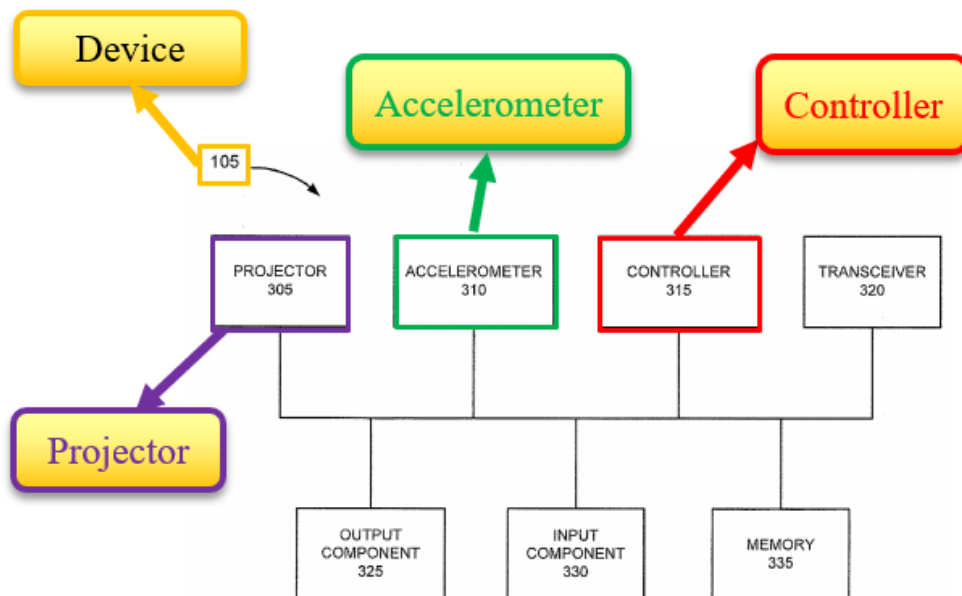 Device
Accelerometer
Controller
105
PROJECTOR
305
ACCELEROMETER
310
CONTROLLER
315
TRANSCEIVER
320
Projector
OUTPUT
COMPONENT
325
INPUT
COMPONENT
330
MEMORY
335